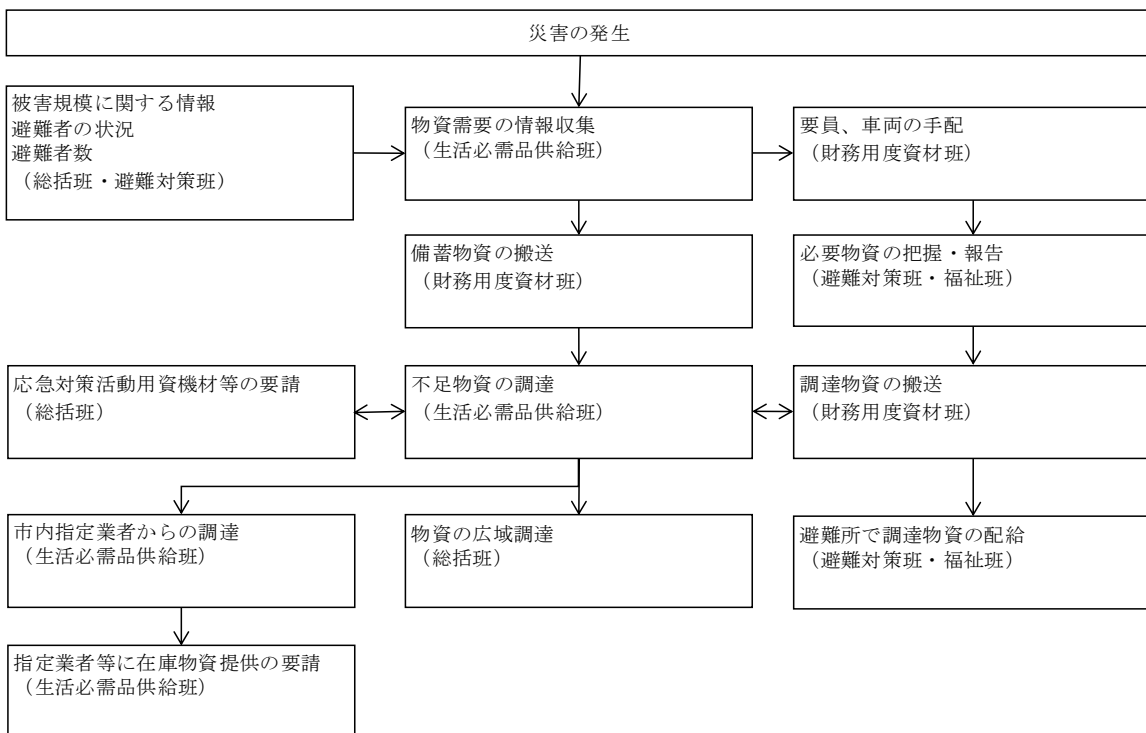 災害の発生
被害規模に関する情報
避難者の状況
避難者数
（総括班・避難対策班）
物資需要の情報収集
（生活必需品供給班）
要員、車両の手配
（財務用度資材班）
備蓄物資の搬送
（財務用度資材班）
必要物資の把握・報告
（避難対策班・福祉班）
応急対策活動用資機材等の要請
（総括班）
不足物資の調達
（生活必需品供給班）
調達物資の搬送
（財務用度資材班）
市内指定業者からの調達
（生活必需品供給班）
物資の広域調達
（総括班）
避難所で調達物資の配給
（避難対策班・福祉班）
指定業者等に在庫物資提供の要請
（生活必需品供給班）